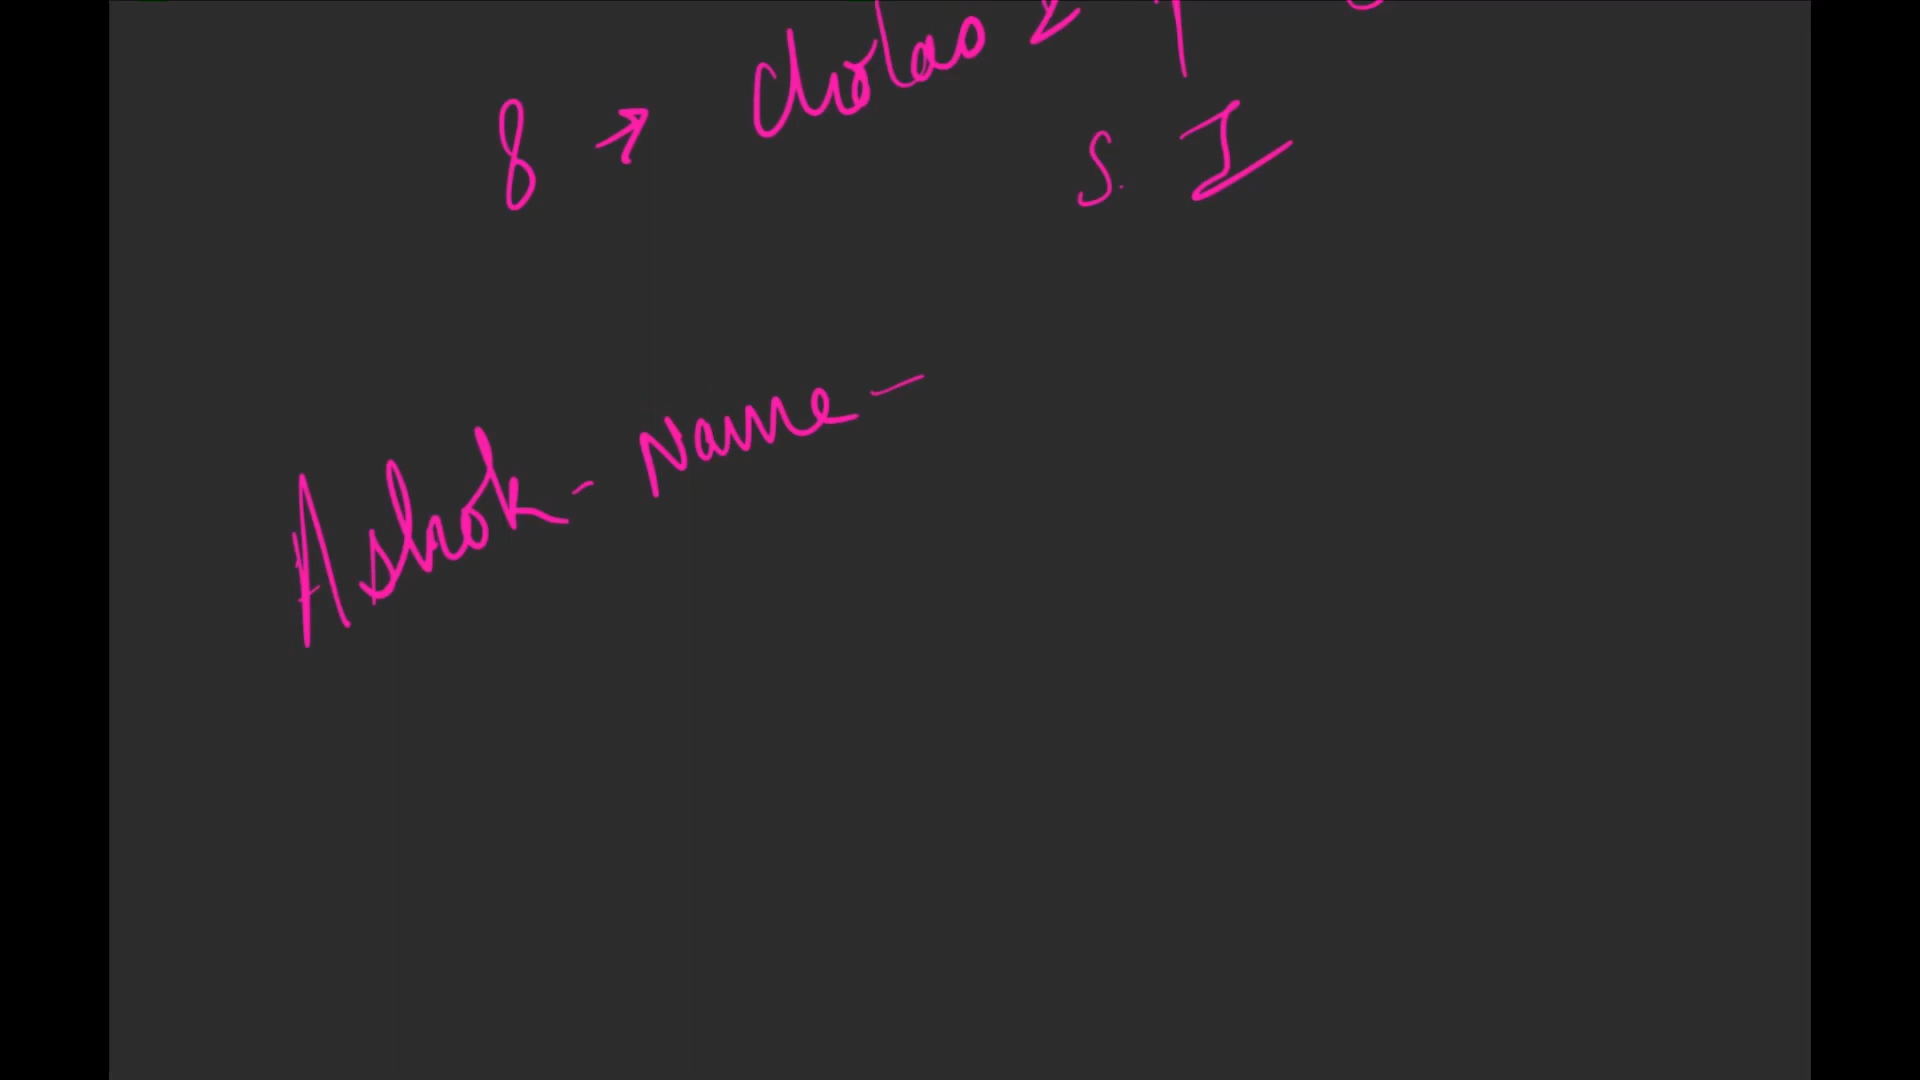 8 → Cholas &
S. I
Ashok - Name -